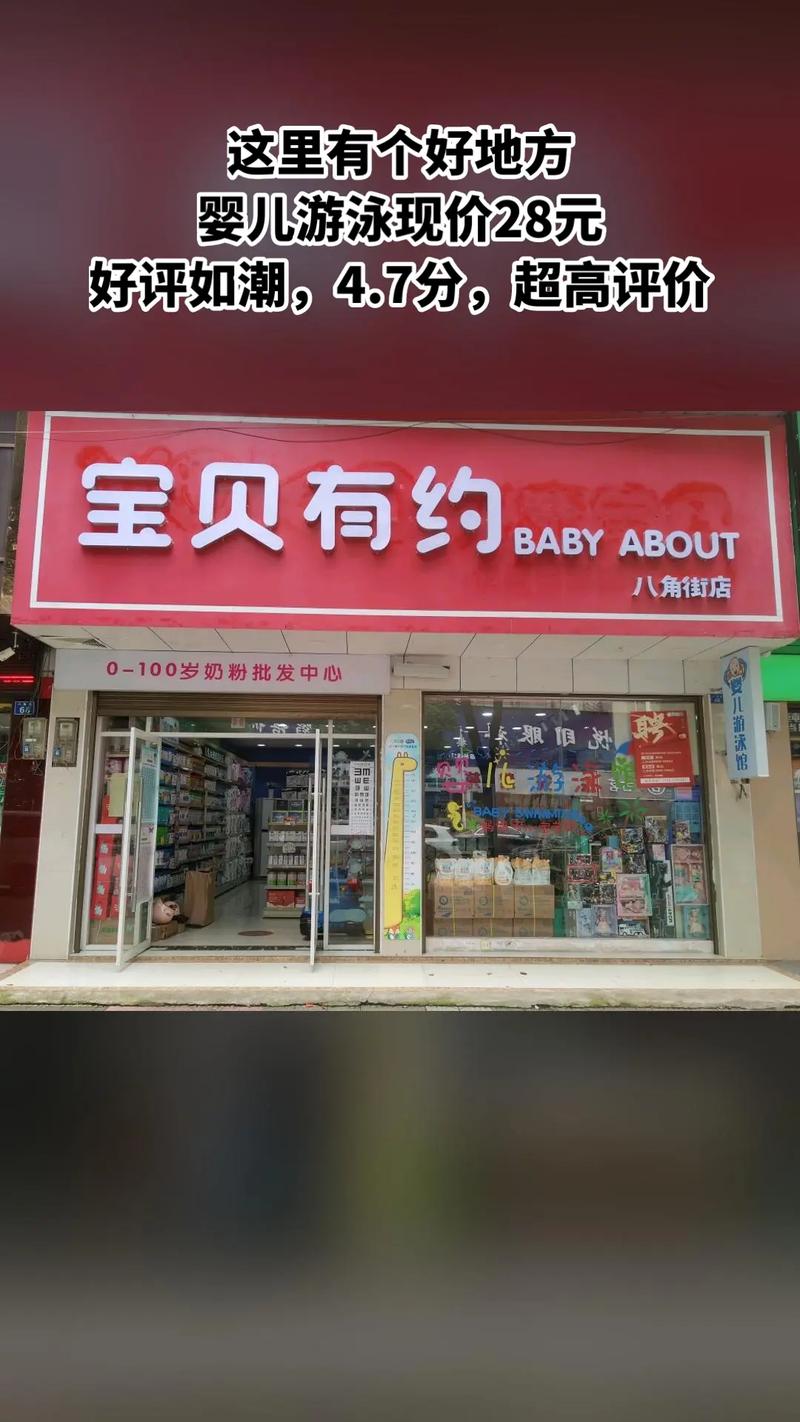 这里有个好地方
婴儿游泳现价28元
好评如潮，4.7分，超高评价
宝贝有约
BABY ABOUT
八角街店
0-100岁奶粉批发中心
婴儿游泳馆
聘
BABY SWIMMING